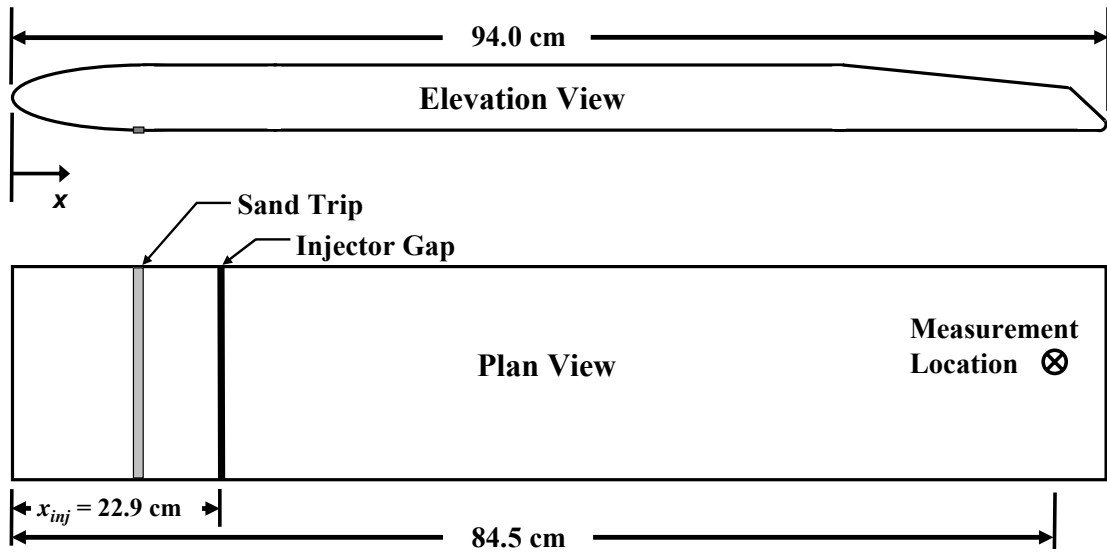 94.0 cm
Elevation View
x
Sand Trip
Injector Gap
Measurement
Location
Plan View
x_inj = 22.9 cm
84.5 cm